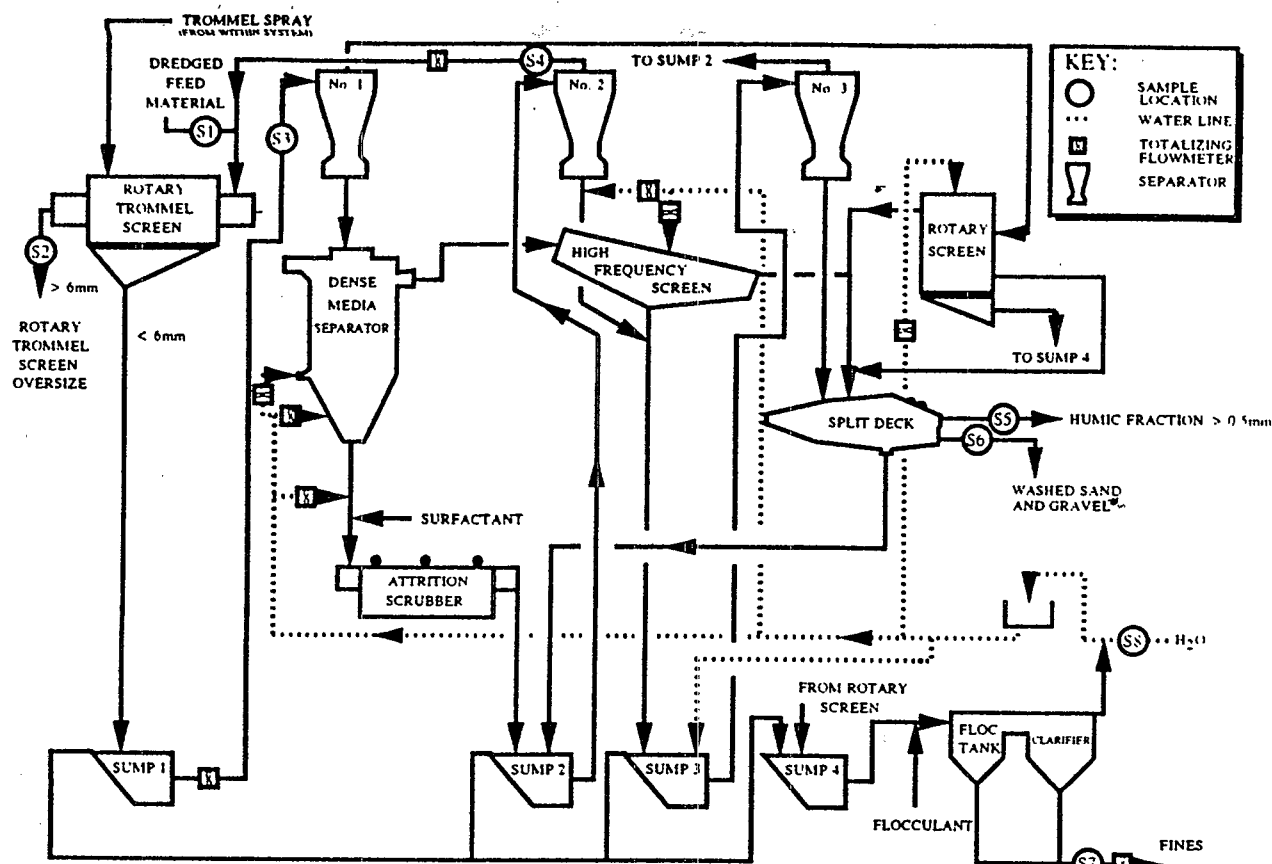 TROMMEL SPRAY
(FROM WITHIN SYSTEM)
DREDGED
FEED
MATERIAL
S1
S3
No. 1
S4
No. 2
TO SUMP 2
No. 3
KEY:
SAMPLE
LOCATION
WATER LINE
TOTALIZING
FLOWMETER
SEPARATOR
ROTARY
TROMMEL
SCREEN
S2
> 6mm
ROTARY
TROMMEL
SCREEN
OVERSIZE
< 6mm
DENSE
MEDIA
SEPARATOR
HIGH
FREQUENCY
SCREEN
ROTARY
SCREEN
TO SUMP 4
SPLIT DECK
S5
HUMIC FRACTION > 0.5mm
S6
WASHED SAND
AND GRAVEL
SURFACTANT
ATTRITION
SCRUBBER
S8
H2O
FROM ROTARY
SCREEN
SUMP 1
SUMP 2
SUMP 3
SUMP 4
FLOC
TANK
CLARIFIER
FLOCCULANT
S7
FINES